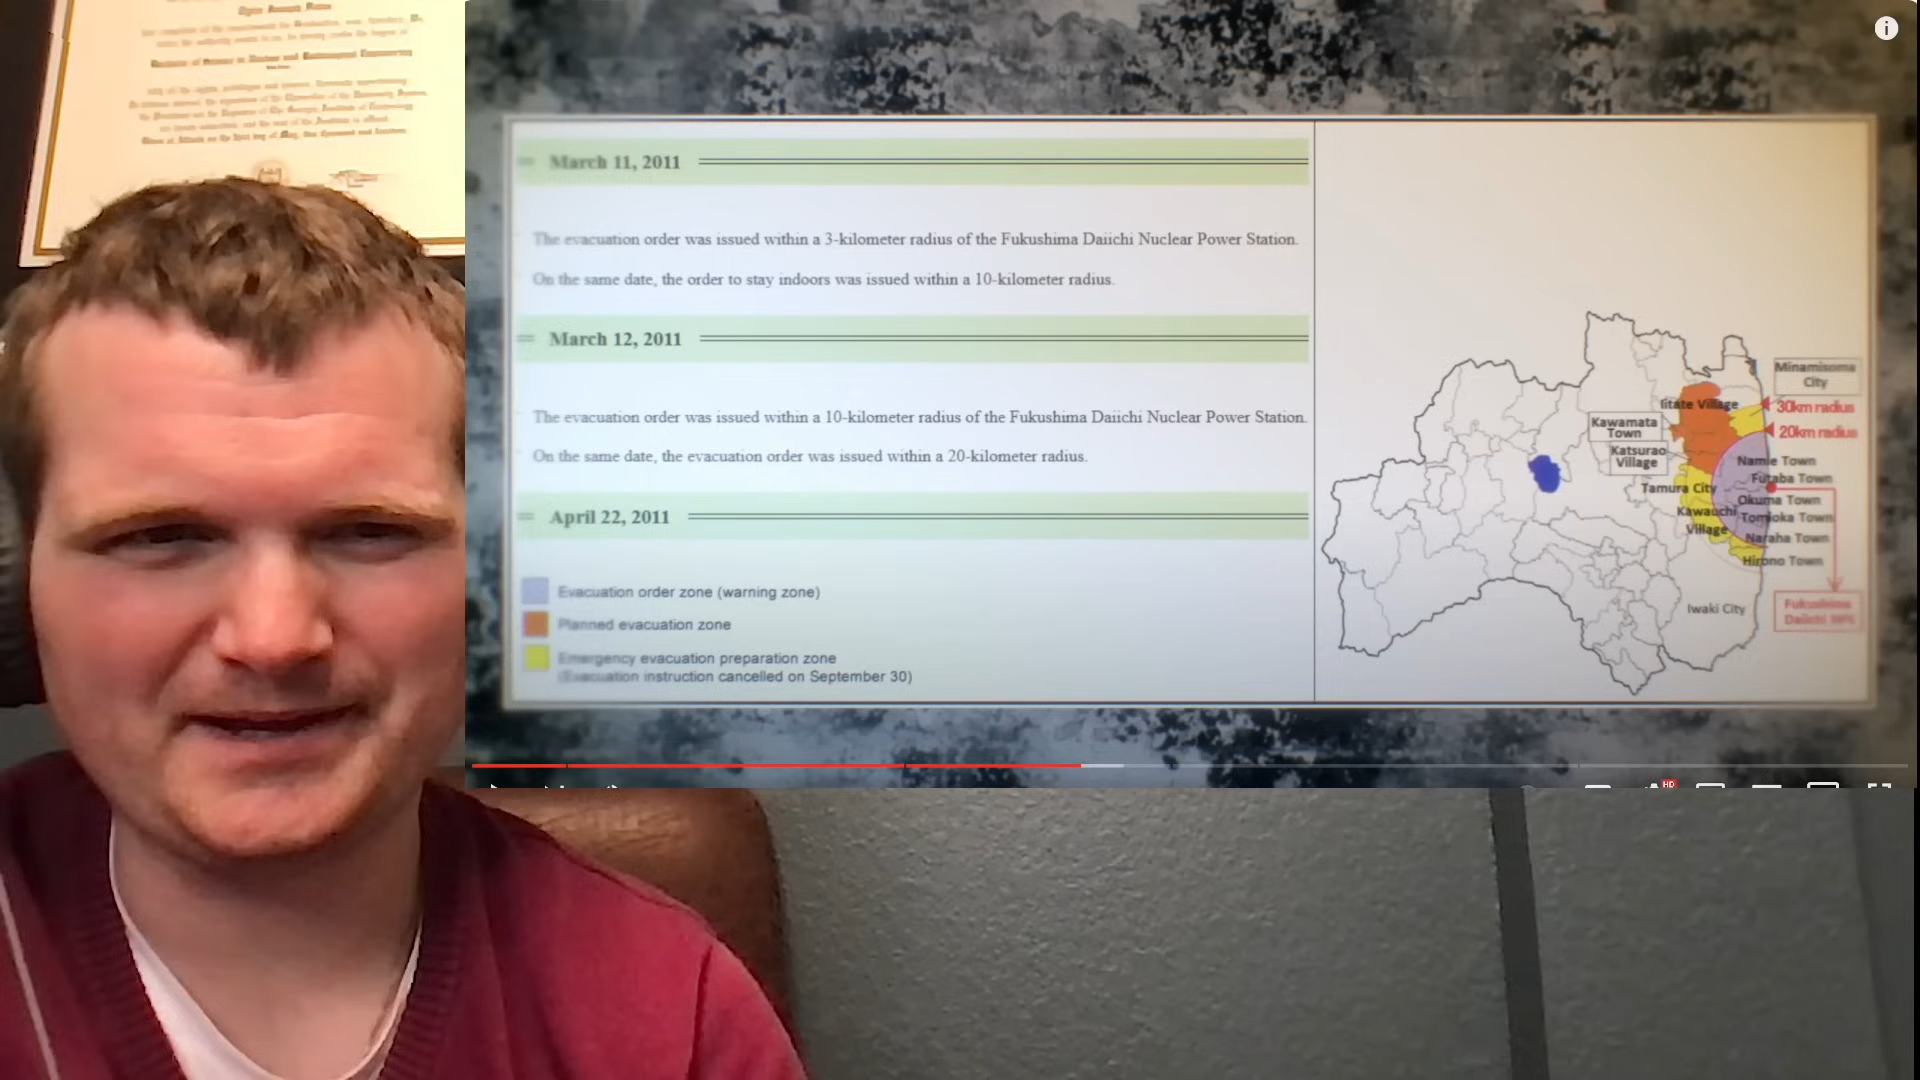 March 11, 2011
The evacuation order was issued within a 3-kilometer radius of the Fukushima Daiichi Nuclear Power Station.
On the same date, the order to stay indoors was issued within a 10-kilometer radius.
March 12, 2011
The evacuation order was issued within a 10-kilometer radius of the Fukushima Daiichi Nuclear Power Station.
On the same date, the evacuation order was issued within a 20-kilometer radius.
April 22, 2011
Evacuation order zone (warning zone)
Planned evacuation zone
Emergency evacuation preparation zone
(Evacuation instruction cancelled on September 30)
Minamisoma
City
Iitate Village
30km radius
Kawamata
Town
20km radius
Katsurao
Village
Namie Town
Futaba Town
Tamura City
Okuma Town
Kawauchi
Village
Tomioka Town
Naraha Town
Hirono Town
Iwaki City
Fukushima
Daiichi NPS
HD